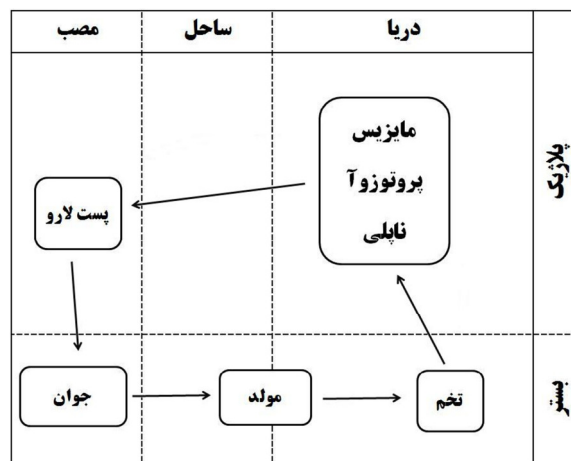 دریا
ساحل
مصب
پلاژیک
مایزیس
پروتوزوآ
ناپلی
پست لارو
بستر
تخم
مولد
جوان